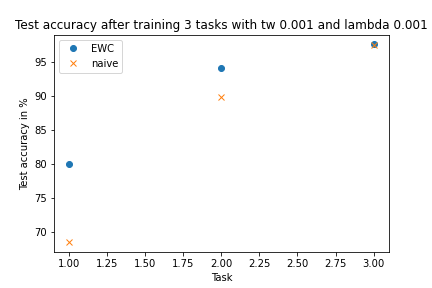 Test accuracy after training 3 tasks with tw 0.001 and lambda 0.001
EWC
naive
Test accuracy in %
95
90
85
80
75
70
1.00 1.25 1.50 1.75 2.00 2.25 2.50 2.75 3.00
Task